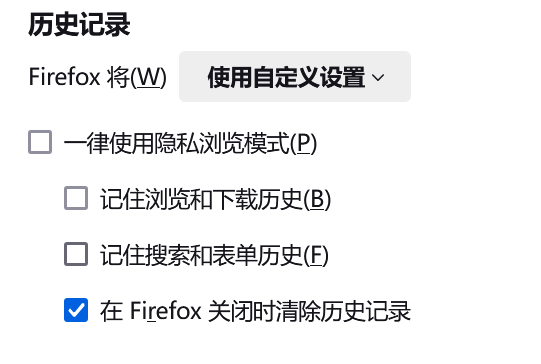 历史记录
Firefox 将(W) 使用自定义设置
一律使用隐私浏览模式(P)
记住浏览和下载历史(B)
记住搜索和表单历史(F)
在 Firefox 关闭时清除历史记录